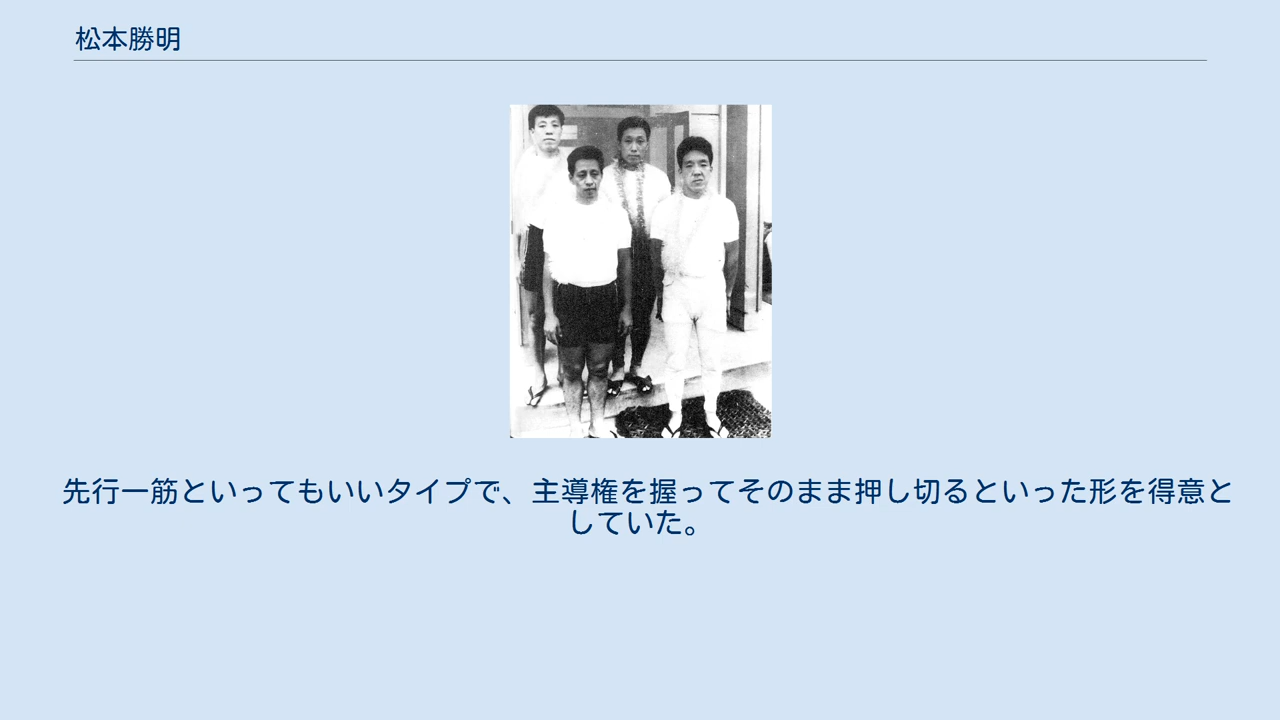 松本勝明
先行一筋といってもいいタイプで、主導権を握ってそのまま押し切るといった形を得意と
していた。